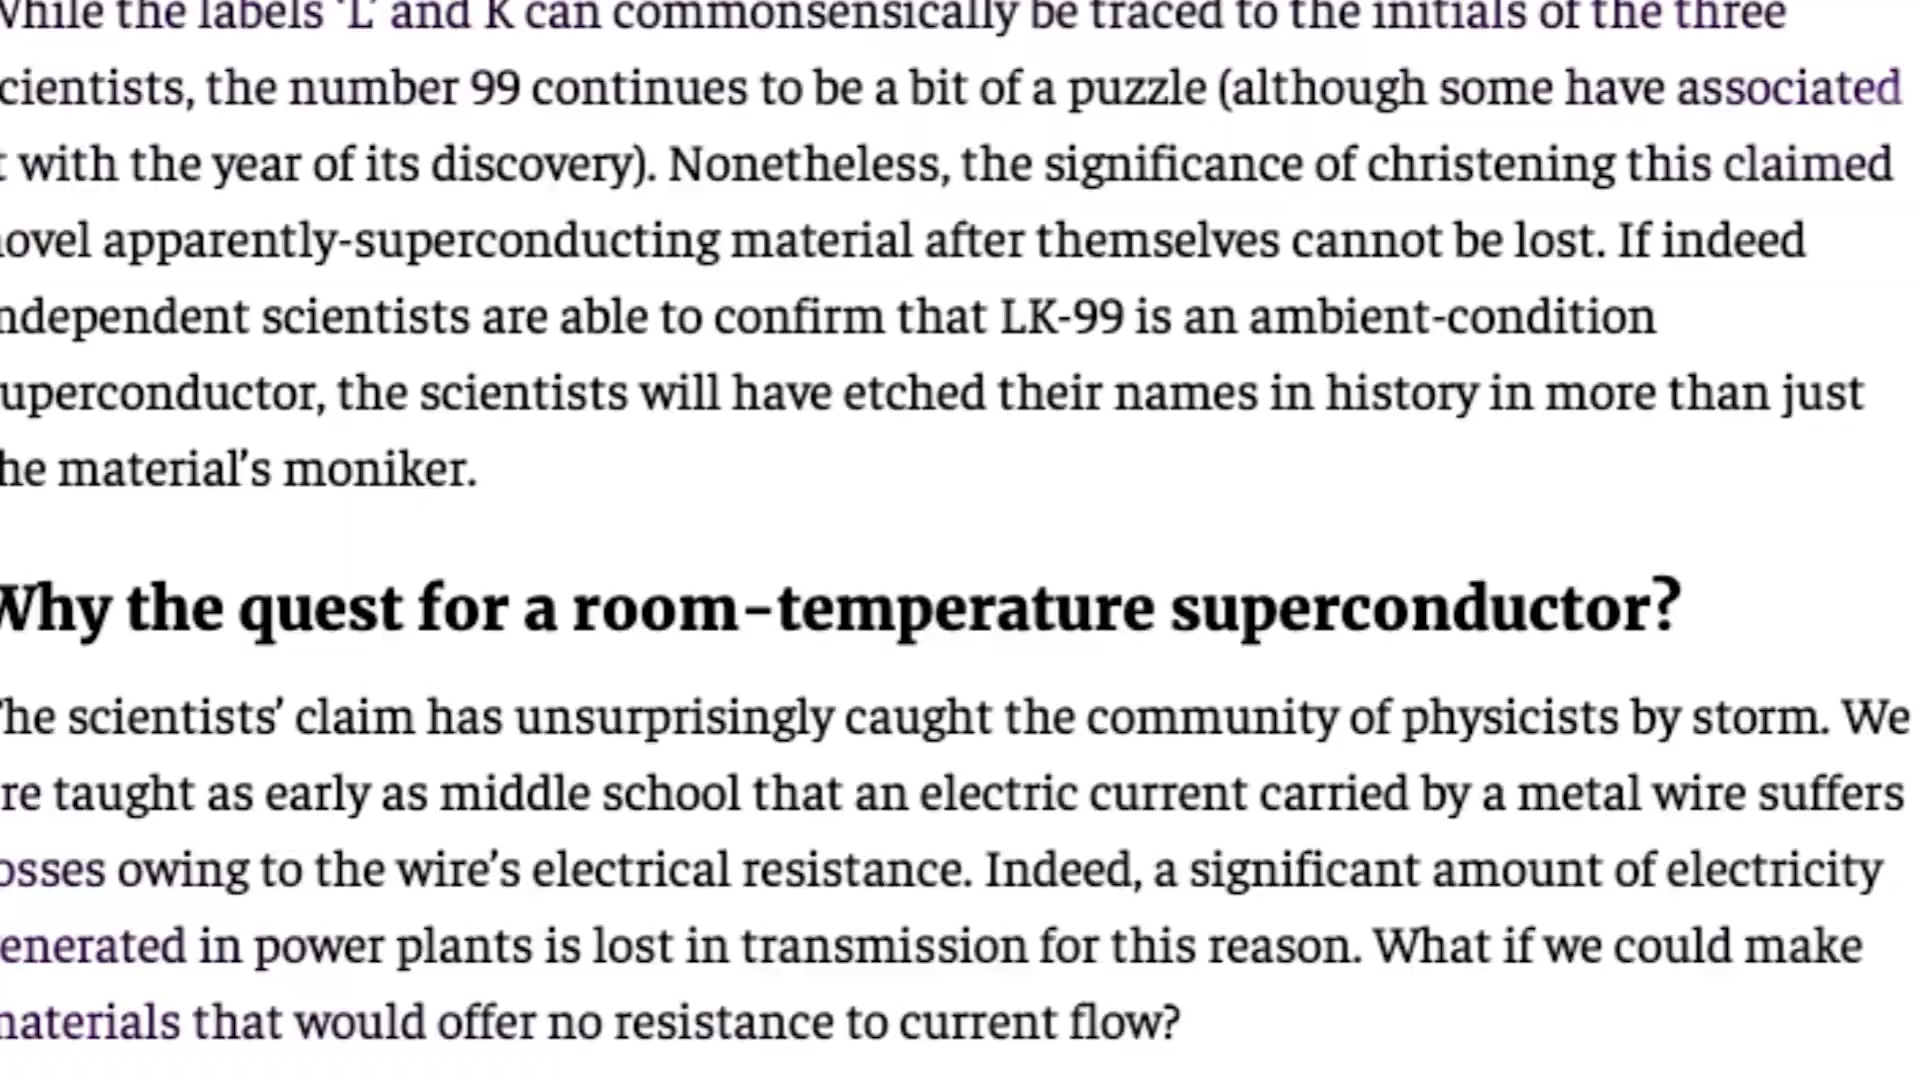 While the labels ‘L’ and K can commonsensically be traced to the initials of the three
cientists, the number 99 continues to be a bit of a puzzle (although some have associated
t with the year of its discovery). Nonetheless, the significance of christening this claimed
novel apparently-superconducting material after themselves cannot be lost. If indeed
ndependent scientists are able to confirm that LK-99 is an ambient-condition
uperconductor, the scientists will have etched their names in history in more than just
he material’s moniker.
Why the quest for a room-temperature superconductor?
The scientists’ claim has unsurprisingly caught the community of physicists by storm. We
re taught as early as middle school that an electric current carried by a metal wire suffers
osses owing to the wire’s electrical resistance. Indeed, a significant amount of electricity
enerated in power plants is lost in transmission for this reason. What if we could make
materials that would offer no resistance to current flow?